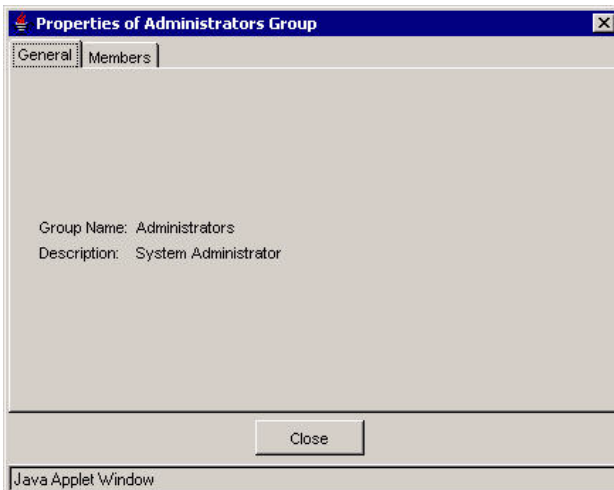 Properties of Administrators Group
General Members
Group Name: Administrators
Description: System Administrator
Close
Java Applet Window